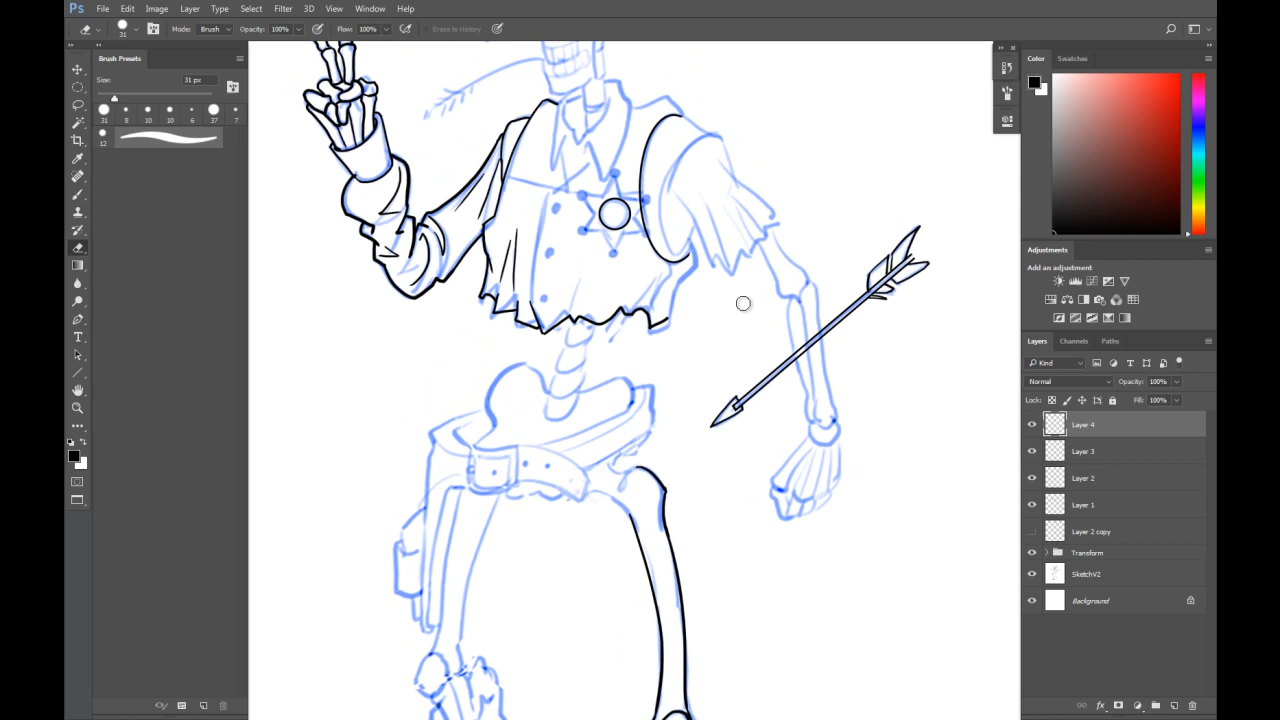 Ps File Edit Image Type Select Filter 3D View Window Help
31 Mode: Brush Opacity: 100% Flow: 100% Erase to History
Brush Presets
Size: 31 px
31 8 10 10 6 37 7
12
Color Swatches
Adjustments
Add an adjustment
Layers Channels Paths
Kind
Normal Opacity: 100%
Lock: Fill: 100%
Layer 4
Layer 3
Layer 2
Layer 1
Layer 2 copy
Transform
SketchV2
Background
fx